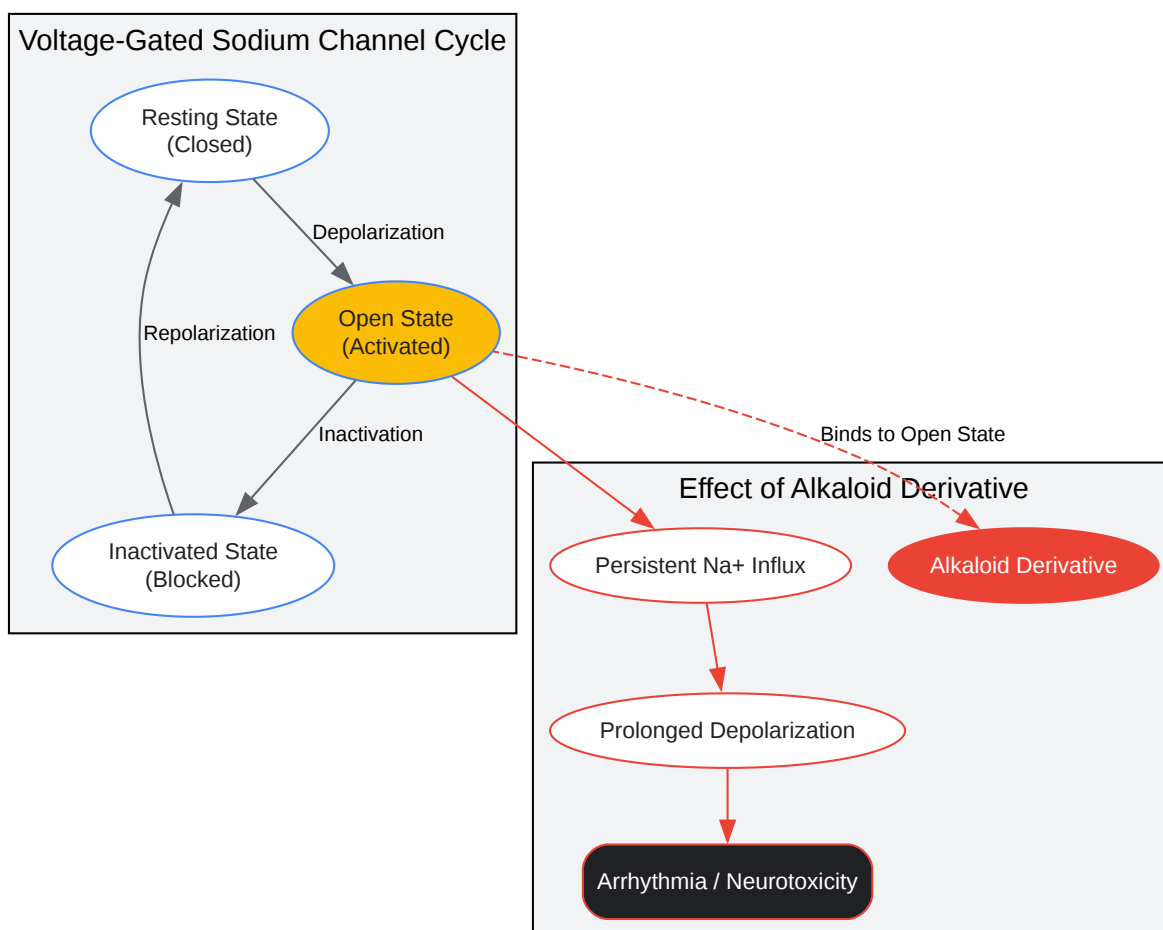 Voltage-Gated Sodium Channel Cycle
Resting State
(Closed)
Depolarization
Open State
(Activated)
Repolarization
Inactivation
Inactivated State
(Blocked)
Binds to Open State
Effect of Alkaloid Derivative
Persistent Na+ Influx
Alkaloid Derivative
Prolonged Depolarization
Arrhythmia / Neurotoxicity